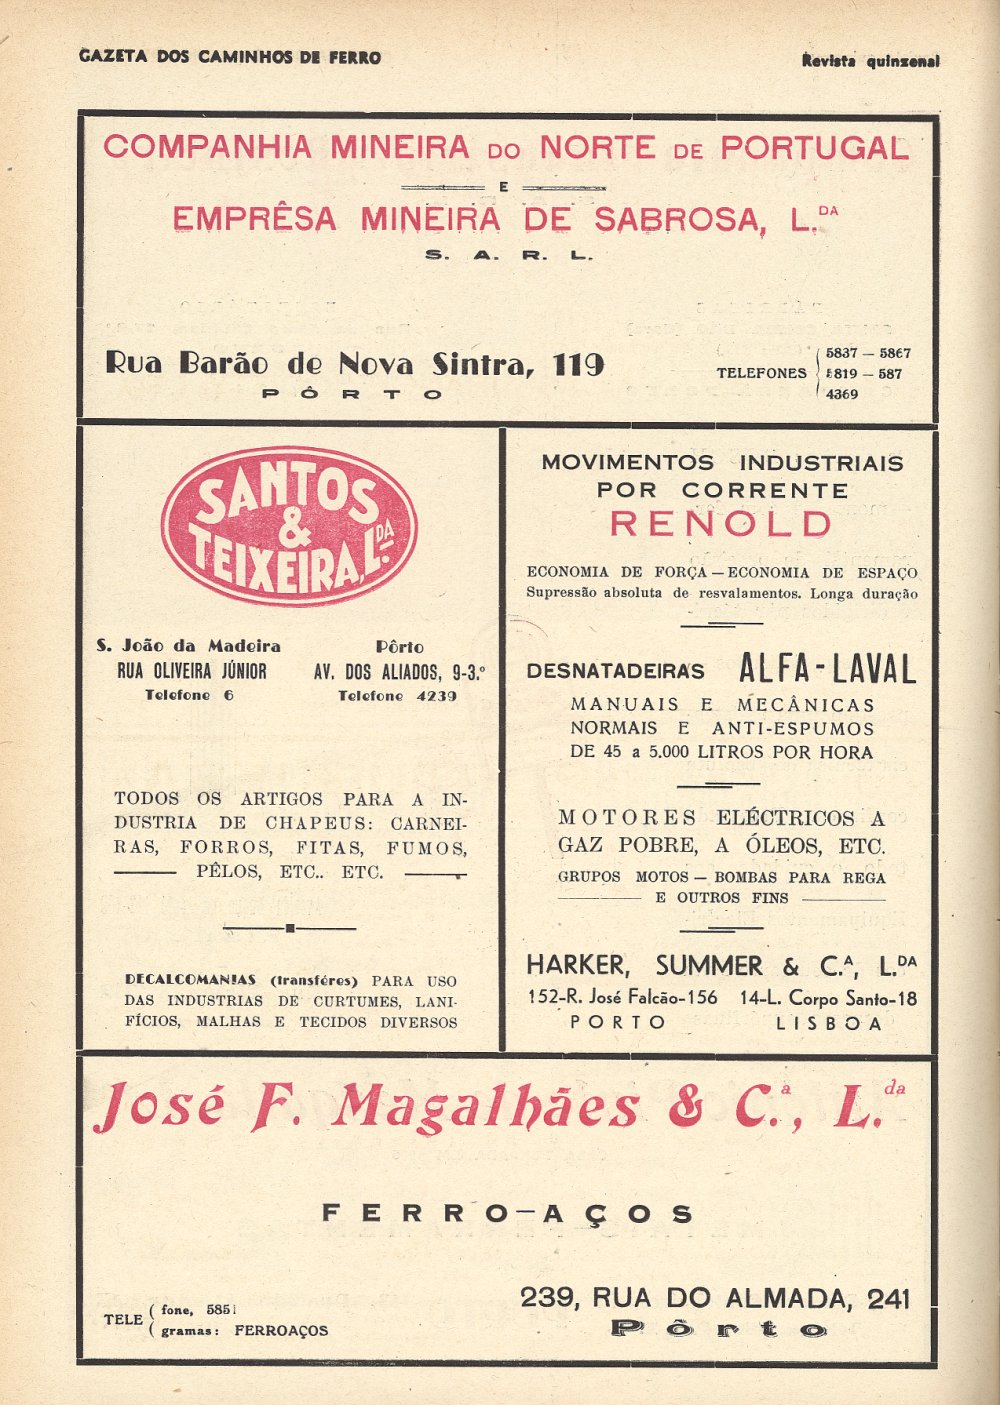 GAZETA DOS CAMINHOS DE FERRO
Revista quinzenal
COMPANHIA MINEIRA DO NORTE DE PORTUGAL
E
EMPRÊSA MINEIRA DE SABROSA, L.DA
S. A. R. L.
Rua Barão de Nova Sintra, 119
PÔRTO
TELEFONES
5837 — 5867
5819 — 587
4369
SANTOS
&
TEIXEIRA, L.DA
S. João da Madeira
RUA OLIVEIRA JÚNIOR
Telefone 6
Pôrto
AV. DOS ALIADOS, 9-3.º
Telefone 4239
TODOS OS ARTIGOS PARA A IN-
DUSTRIA DE CHAPEUS: CARNEI-
RAS, FORROS, FITAS, FUMOS,
PÊLOS, ETC.. ETC.
DECALCOMANIAS (transféres) PARA USO
DAS INDUSTRIAS DE CURTUMES, LANI-
FÍCIOS, MALHAS E TECIDOS DIVERSOS
MOVIMENTOS INDUSTRIAIS
POR CORRENTE
RENOLD
ECONOMIA DE FORÇA — ECONOMIA DE ESPAÇO
Supressão absoluta de resvalamentos. Longa duração
DESNATADEIRAS ALFA-LAVAL
MANUAIS E MECÂNICAS
NORMAIS E ANTI-ESPUMOS
DE 45 a 5.000 LITROS POR HORA
MOTORES ELÉCTRICOS A
GAZ POBRE, A ÓLEOS, ETC.
GRUPOS MOTOS — BOMBAS PARA REGA
E OUTROS FINS
HARKER, SUMMER & C.A, L.DA
152-R. José Falcão-156 14-L. Corpo Santo-18
PORTO LISBOA
José F. Magalhães & C.a, L.da
FERRO-AÇOS
TELE
fone, 5851
gramas: FERROAÇOS
239, RUA DO ALMADA, 241
Pôrto